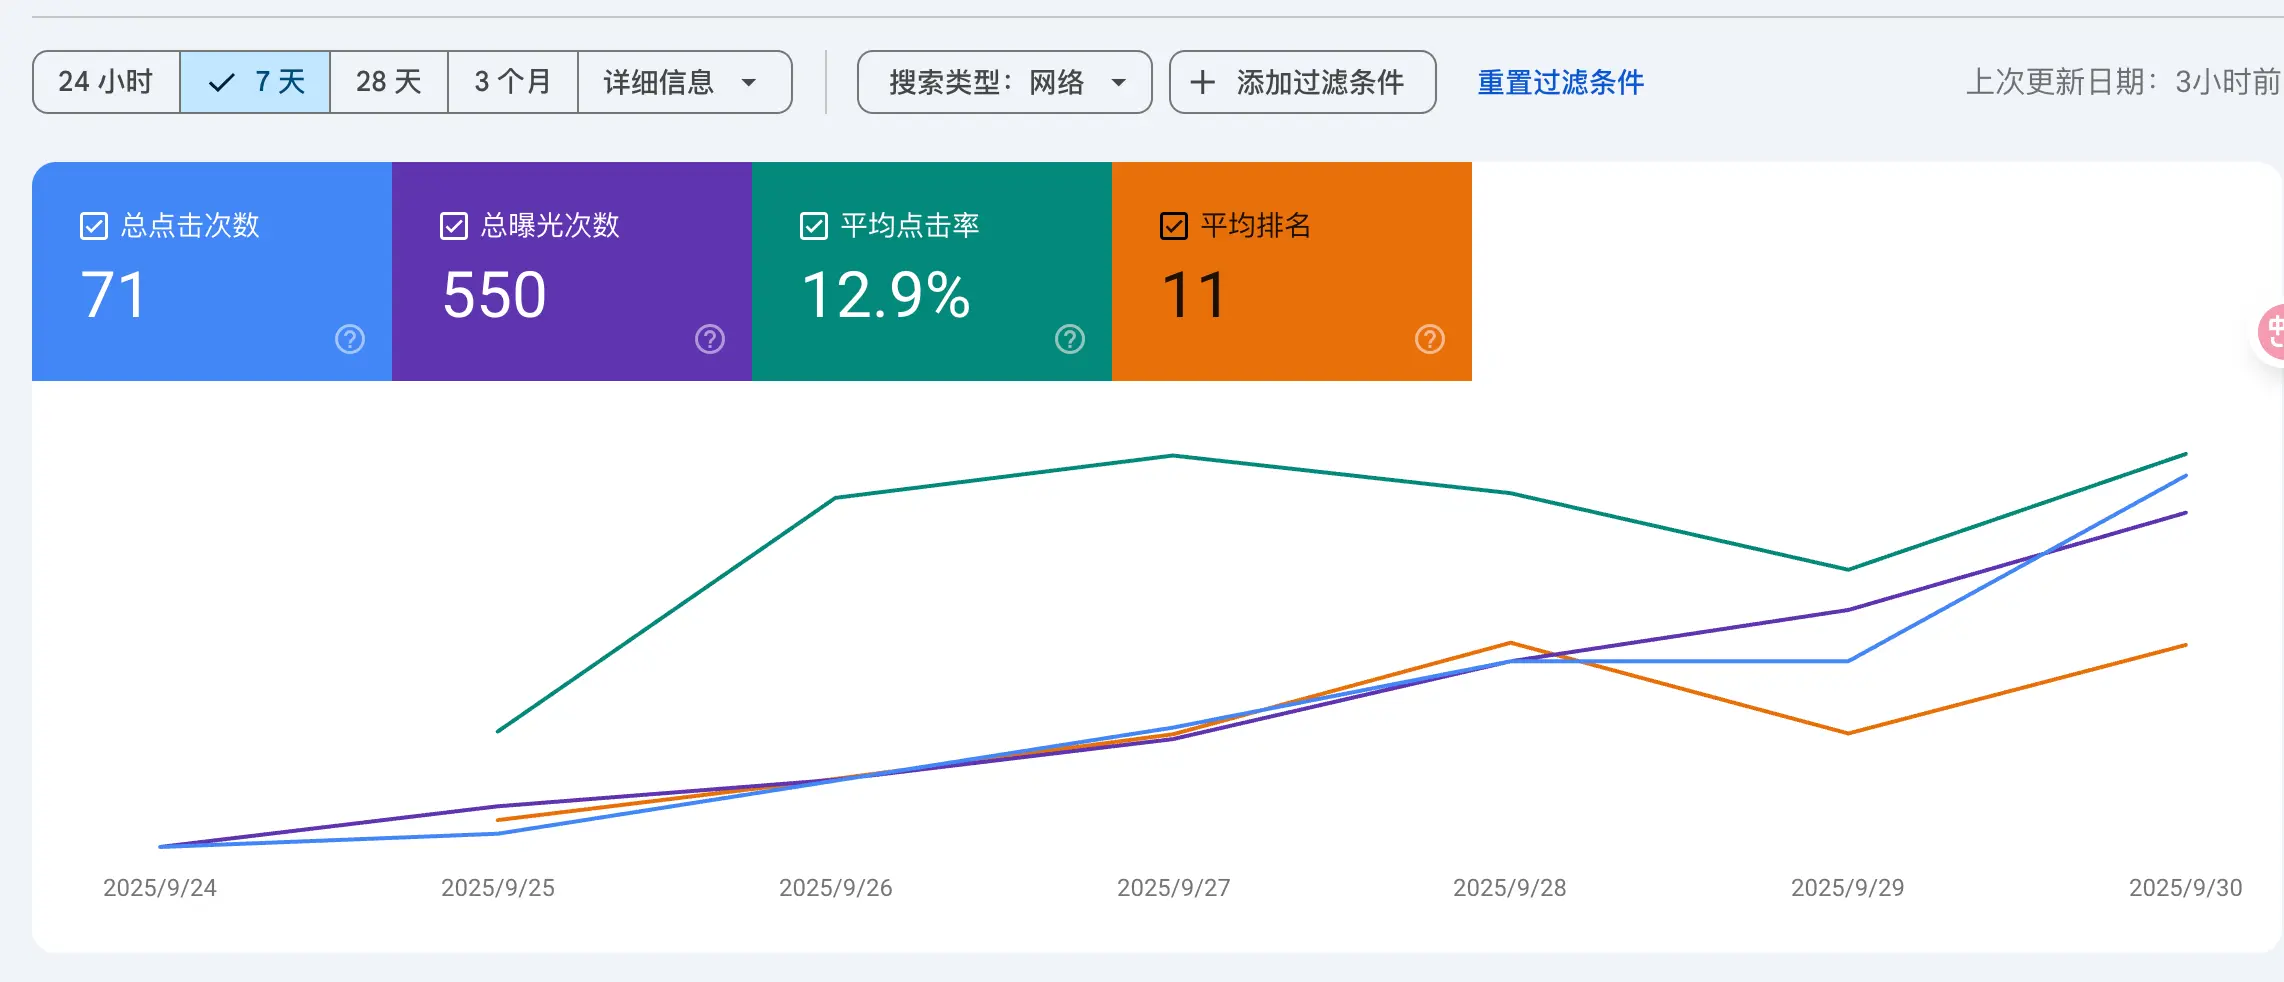 24 小时 7 天 28 天 3 个月 详细信息 搜索类型：网络 添加过滤条件 重置过滤条件 上次更新日期：3小时前
总点击次数 总曝光次数 平均点击率 平均排名
71 550 12.9% 11
2025/9/24 2025/9/25 2025/9/26 2025/9/27 2025/9/28 2025/9/29 2025/9/30